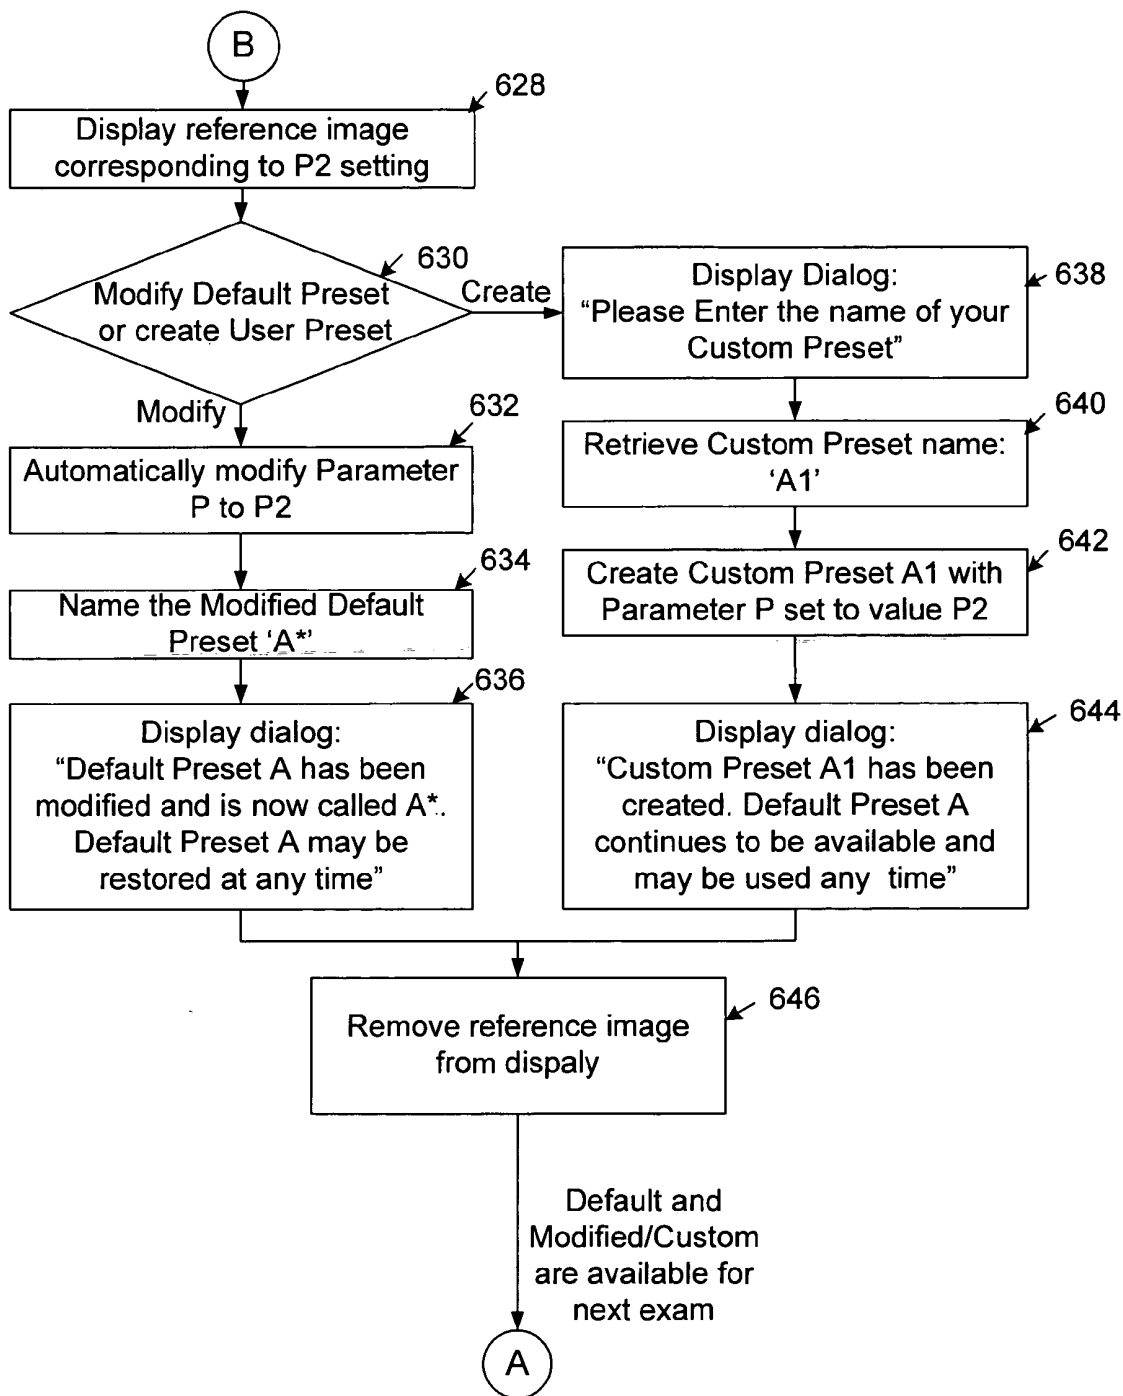 B
628
Display reference image
corresponding to P2 setting
630
Modify Default Preset
or create User Preset
Create
Modify
632
Automatically modify Parameter
P to P2
634
Name the Modified Default
Preset ‘A*’
636
Display dialog:
“Default Preset A has been
modified and is now called A*.
Default Preset A may be
restored at any time”
638
Display Dialog:
“Please Enter the name of your
Custom Preset”
640
Retrieve Custom Preset name:
‘A1’
642
Create Custom Preset A1 with
Parameter P set to value P2
644
Display dialog:
“Custom Preset A1 has been
created. Default Preset A
continues to be available and
may be used any time”
646
Remove reference image
from dispaly
Default and
Modified/Custom
are available for
next exam
A